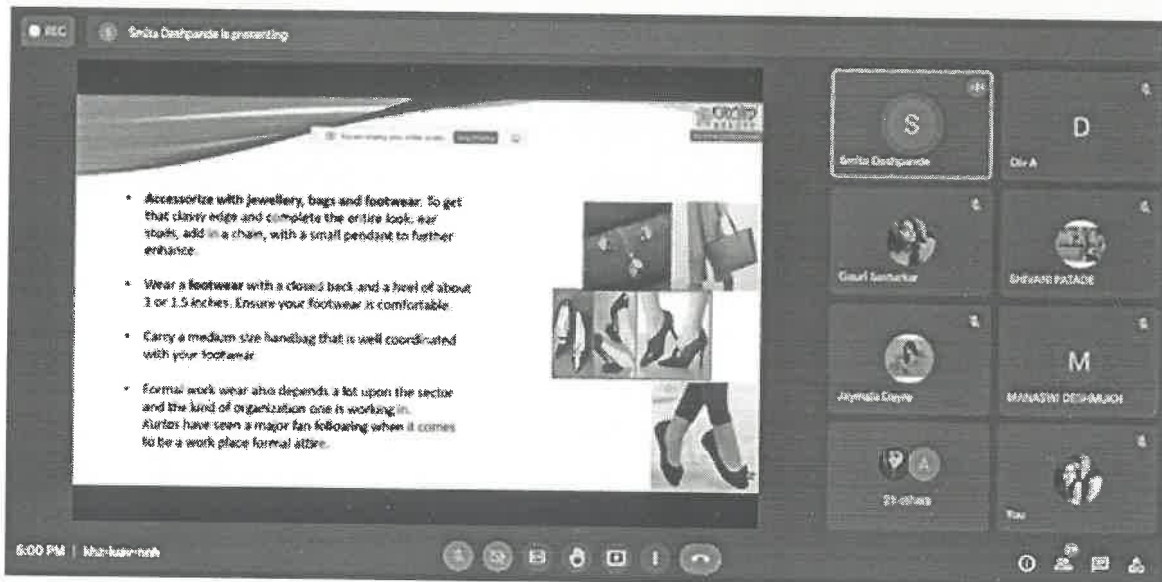 REC
S
Smita Deshpande is presenting
• Accessorize with jewellery, bags and footwear. To get
that classy edge and complete the entire look, ear
studs, add in a chain, with a small pendant to further
enhance.
• Wear a footwear with a closed back and a heel of about
1 or 1.5 inches. Ensure your footwear is comfortable
• Carry a medium size handbag that is well coordinated
with your footwear
• Formal work wear also depends a lot upon the sector
and the kind of organization one is working in.
Kurtas have seen a major fan following when it comes
to be a work place formal attire.
S
Smita Deshpande
D
Div A
Gauri
SHIVANI
Jaymala
M
MANASWI DESHMUKH
A
others
You
6:00 PM